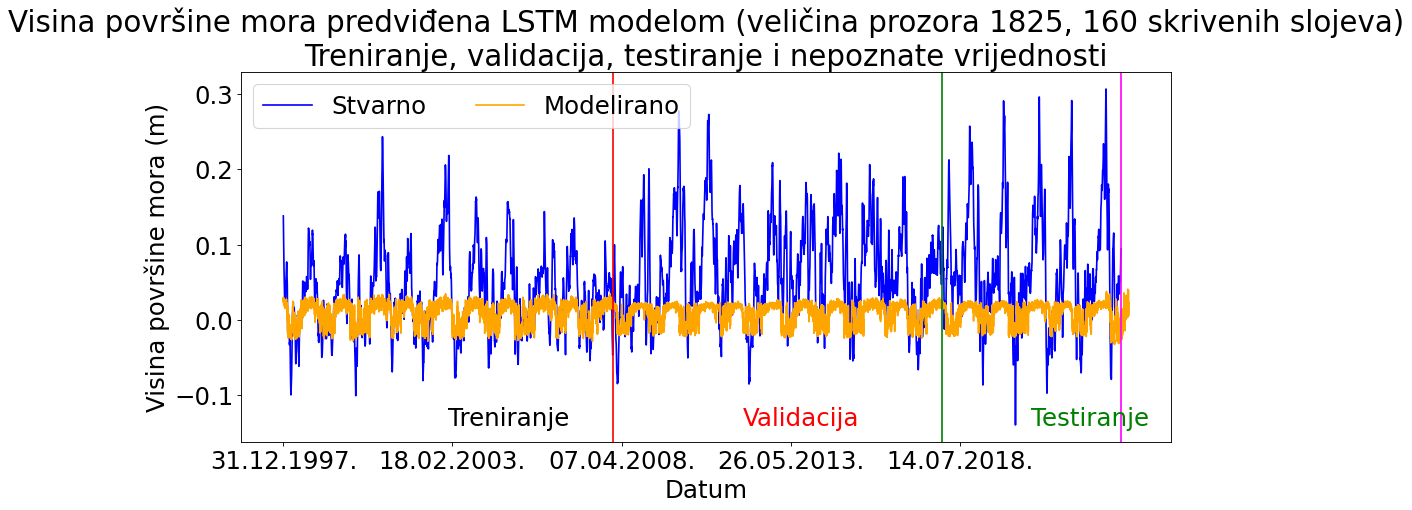 Visina površine mora predviđena LSTM modelom (veličina prozora 1825, 160 skrivenih slojeva)
Treniranje, validacija, testiranje i nepoznate vrijednosti
Stvarno
Modelirano
Visina površine mora (m)
0.3
0.2
0.1
0.0
−0.1
Treniranje
Validacija
Testiranje
31.12.1997.
18.02.2003.
07.04.2008.
26.05.2013.
14.07.2018.
Datum